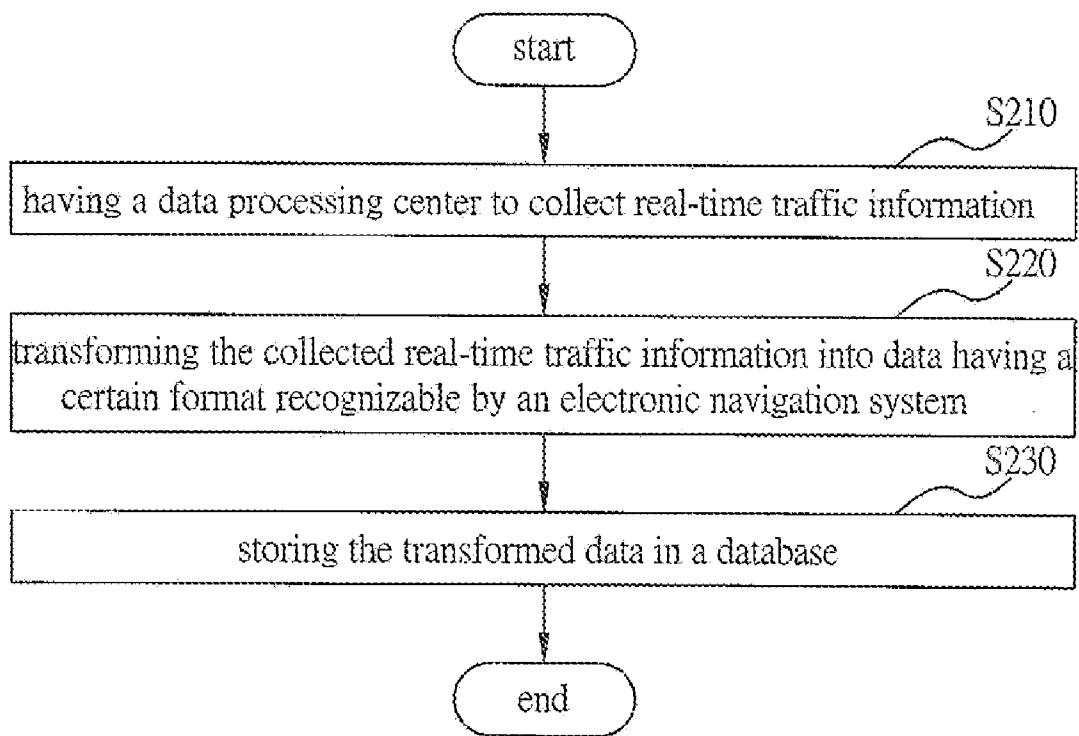 start
S210
having a data processing center to collect real-time traffic information
S220
transforming the collected real-time traffic information into data having a
certain format recognizable by an electronic navigation system
S230
storing the transformed data in a database
end